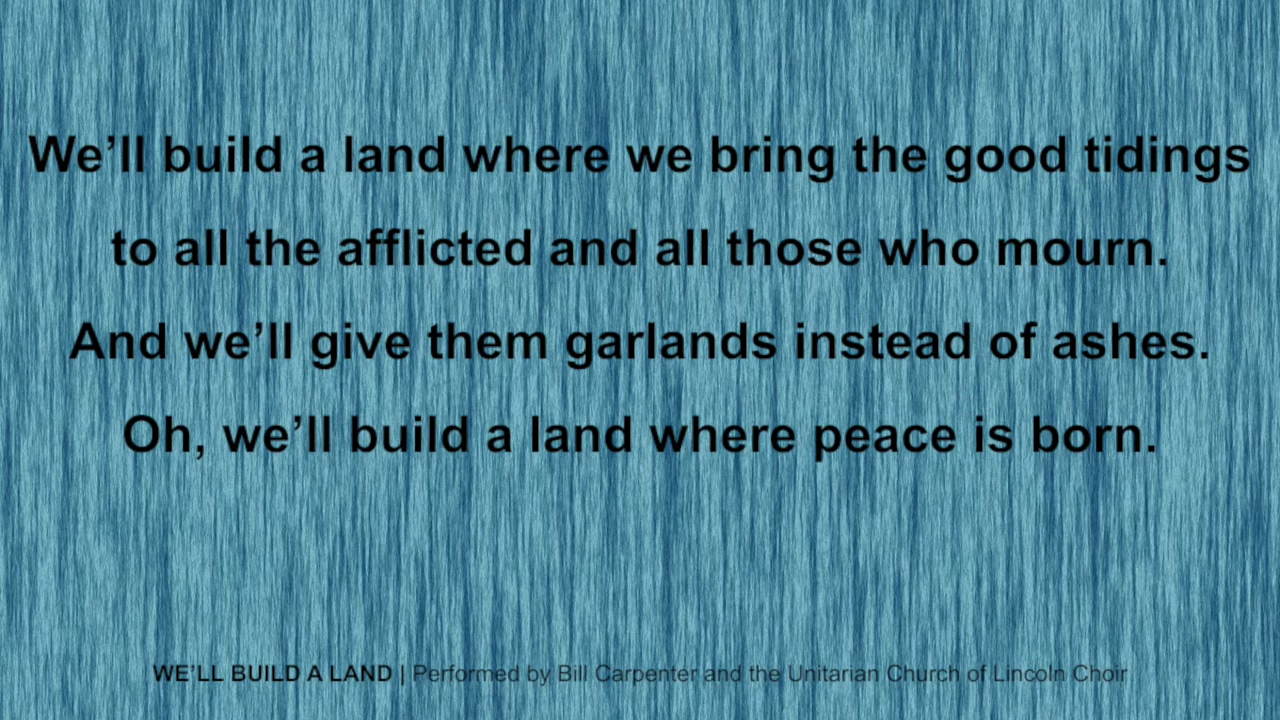 We’ll build a land where we bring the good tidings
to all the afflicted and all those who mourn.
And we’ll give them garlands instead of ashes.
Oh, we’ll build a land where peace is born.
WE’LL BUILD A LAND | Performed by Bill Carpenter and the Unitarian Church of Lincoln Choir